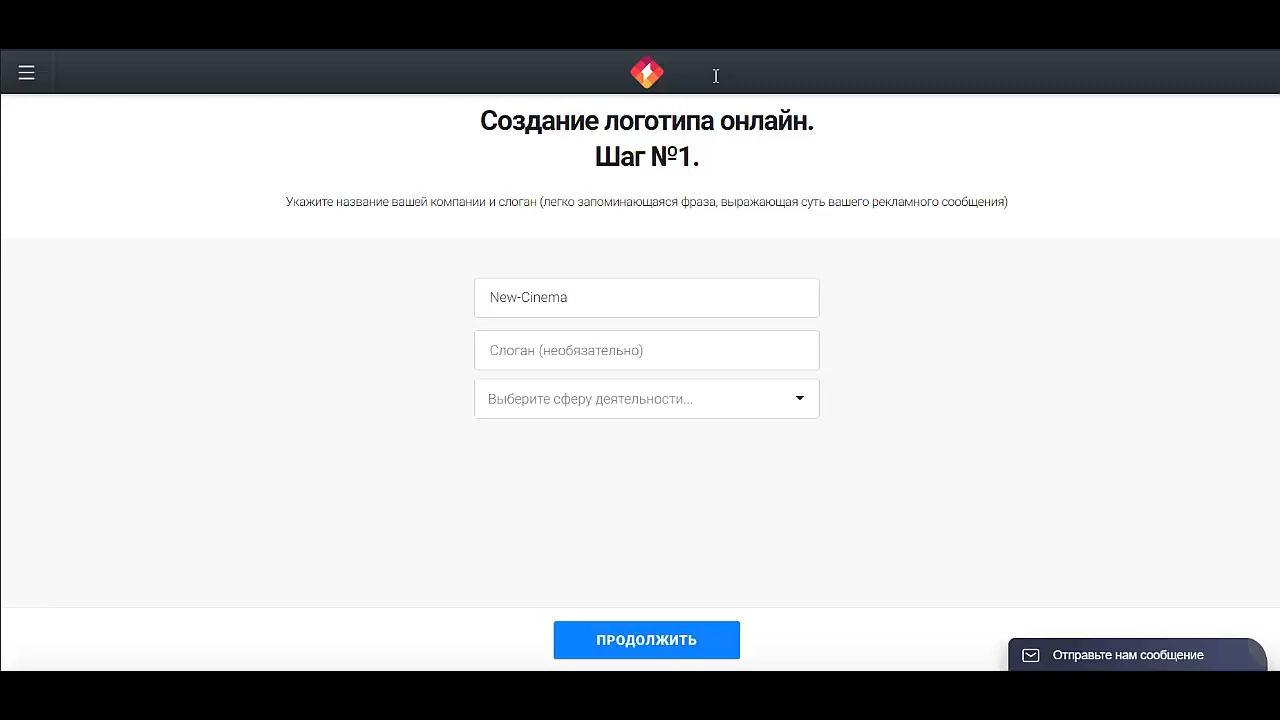 Создание логотипа онлайн.
Шаг №1.
Укажите название вашей компании и слоган (легко запоминающаяся фраза, выражающая суть вашего рекламного сообщения)
New-Cinema
Слоган (необязательно)
Выберите сферу деятельности...
ПРОДОЛЖИТЬ
Отправьте нам сообщение